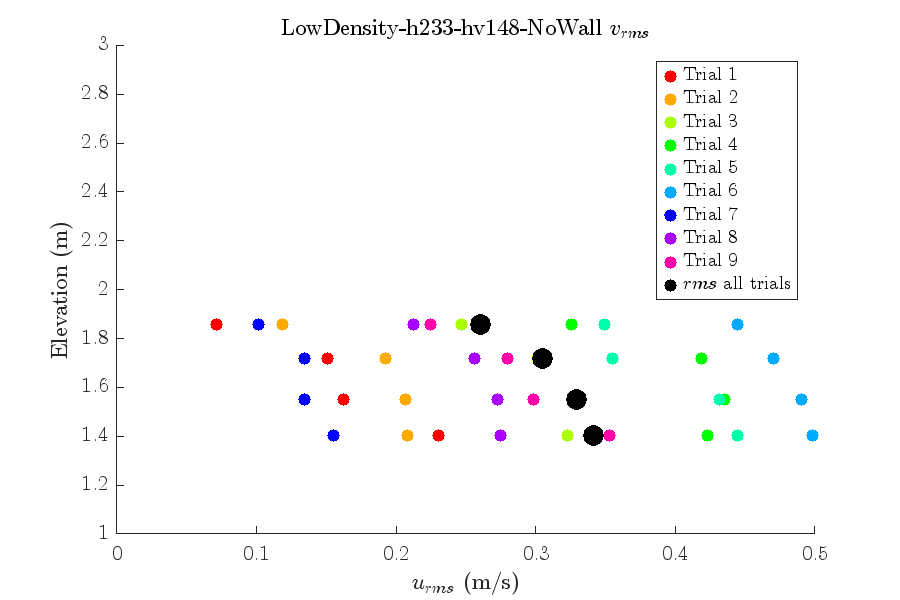 LowDensity-h233-hv148-NoWall v_rms
3
2.8
2.6
2.4
2.2
2
1.8
1.6
1.4
1.2
1
Elevation (m)
Trial 1
Trial 2
Trial 3
Trial 4
Trial 5
Trial 6
Trial 7
Trial 8
Trial 9
rms all trials
0 0.1 0.2 0.3 0.4 0.5
u_rms (m/s)